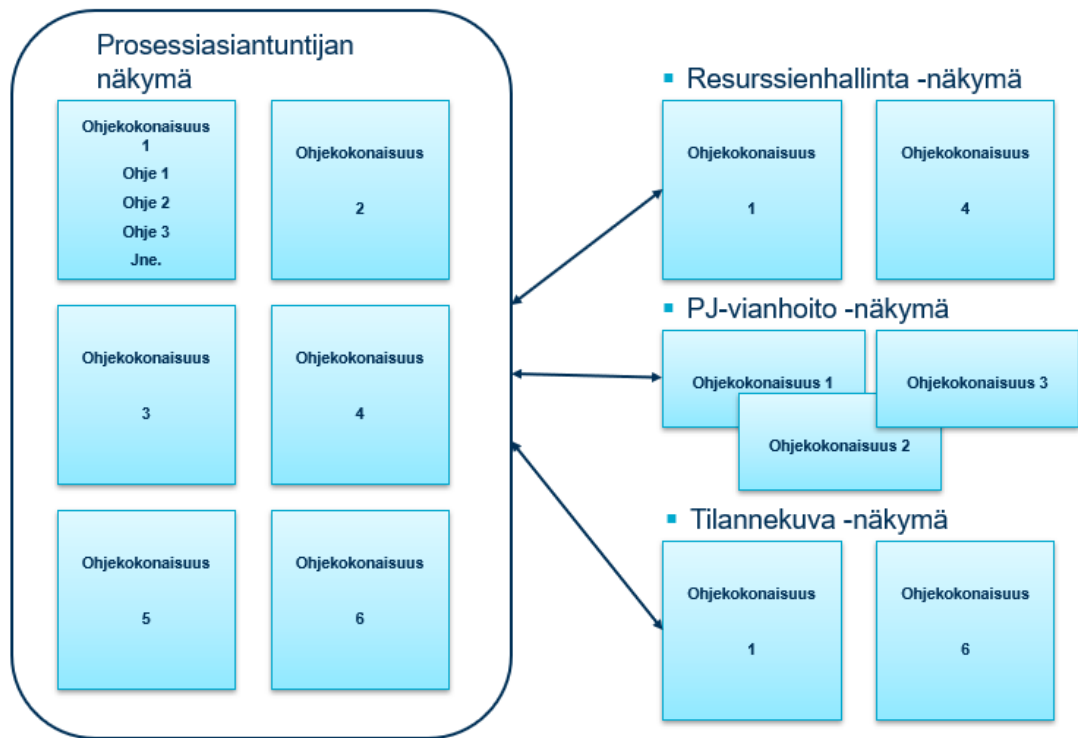 Prosessiasiantuntijan
näkymä
Ohjekokonaisuus
1
Ohje 1
Ohje 2
Ohje 3
Jne.
Ohjekokonaisuus
2
Ohjekokonaisuus
3
Ohjekokonaisuus
4
Ohjekokonaisuus
5
Ohjekokonaisuus
6
▪ Resurssienhallinta -näkymä
Ohjekokonaisuus
1
Ohjekokonaisuus
4
▪ PJ-vianhoito -näkymä
Ohjekokonaisuus 1
Ohjekokonaisuus 3
Ohjekokonaisuus 2
▪ Tilannekuva -näkymä
Ohjekokonaisuus
1
Ohjekokonaisuus
6